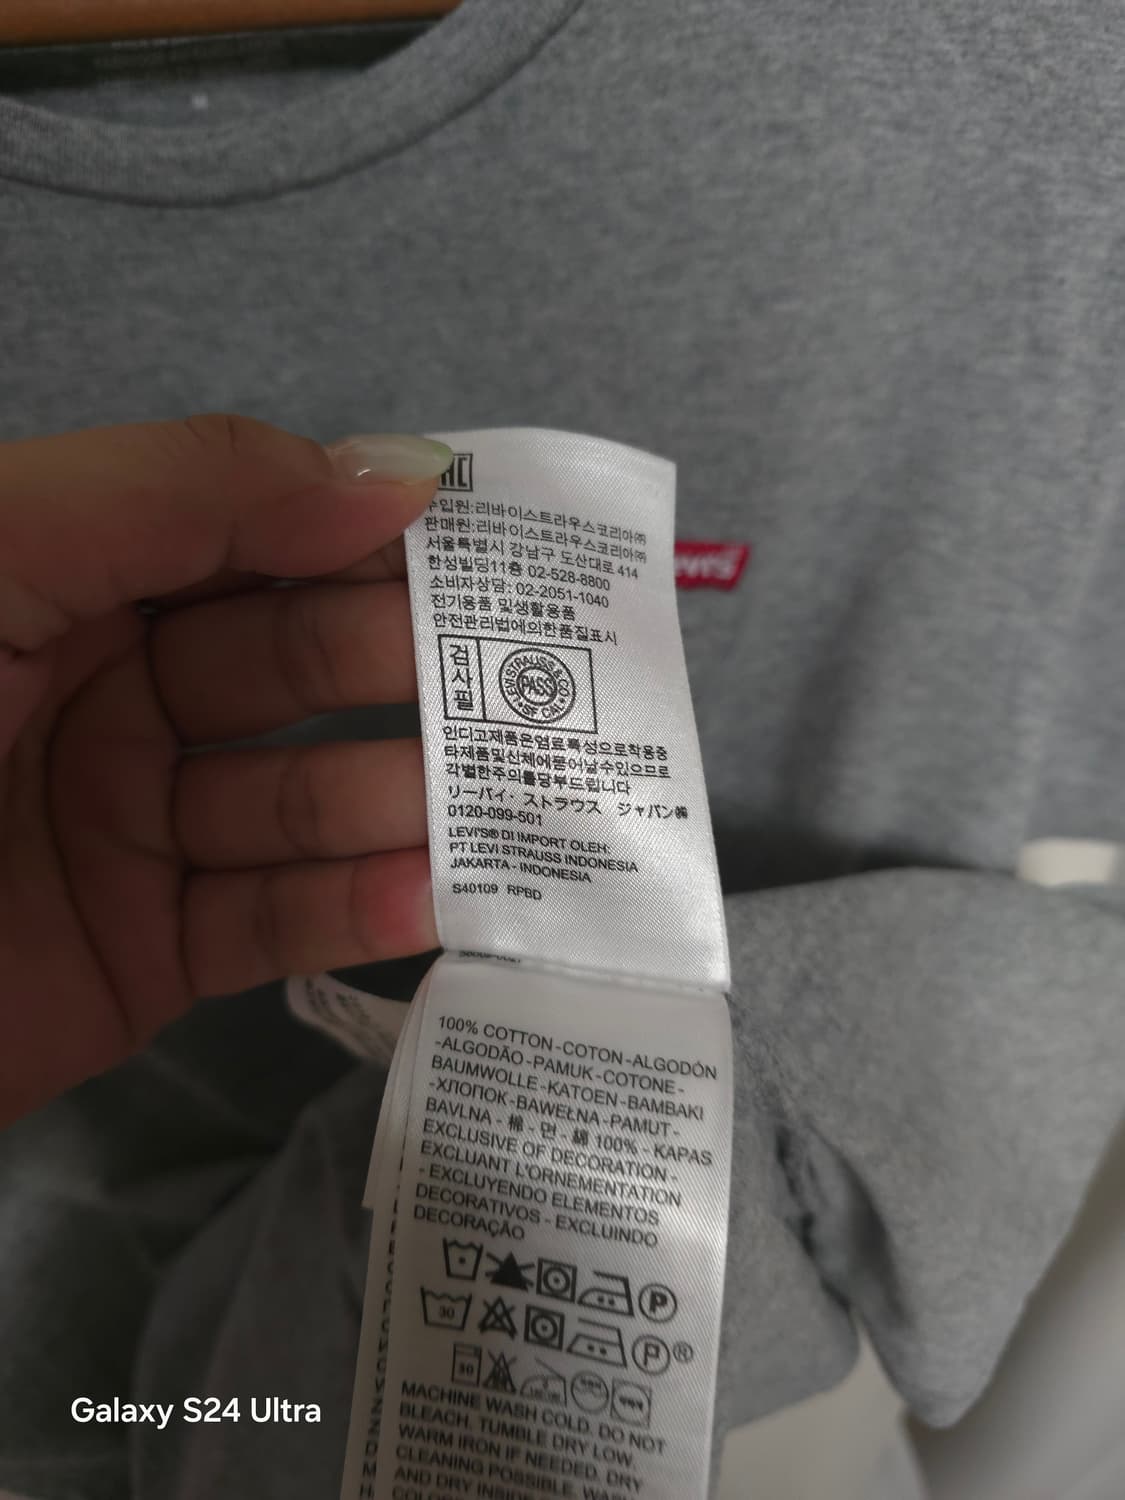 수입원:리바이스트라우스코리아㈜
판매원:리바이스트라우스코리아㈜
서울특별시 강남구 도산대로 414
한성빌딩11층 02-528-8800
소비자상담: 02-2051-1040
전기용품 및생활용품
안전관리법에의한품질표시
검사필
LEVI STRAUSS & CO
PASS
SF CAL
인디고제품은염료특성으로착용중
타제품및신체에묻어날수있으므로
각별한주의를당부드립니다
リーバイ・ストラウス ジャパン㈱
0120-099-501
LEVI'S® DI IMPORT OLEH:
PT LEVI STRAUSS INDONESIA
JAKARTA - INDONESIA
S40109 RPBD
Levi's
100% COTTON-COTON-ALGODÓN
-ALGODÃO-PAMUK-COTONE-
BAUMWOLLE-KATOEN-BAMBAKI
-ХЛОПОК-BAWEŁNA-PAMUT-
BAVLNA - 棉 - 면 - 綿 100% - KAPAS
EXCLUSIVE OF DECORATION -
EXCLUANT L'ORNEMENTATION
- EXCLUYENDO ELEMENTOS
DECORATIVOS - EXCLUINDO
DECORAÇÃO
P
30
P®
30
MACHINE WASH COLD. DO NOT
BLEACH. TUMBLE DRY LOW.
WARM IRON IF NEEDED. DRY
CLEANING POSSIBLE. WASH
AND DRY INSIDE
Galaxy S24 Ultra